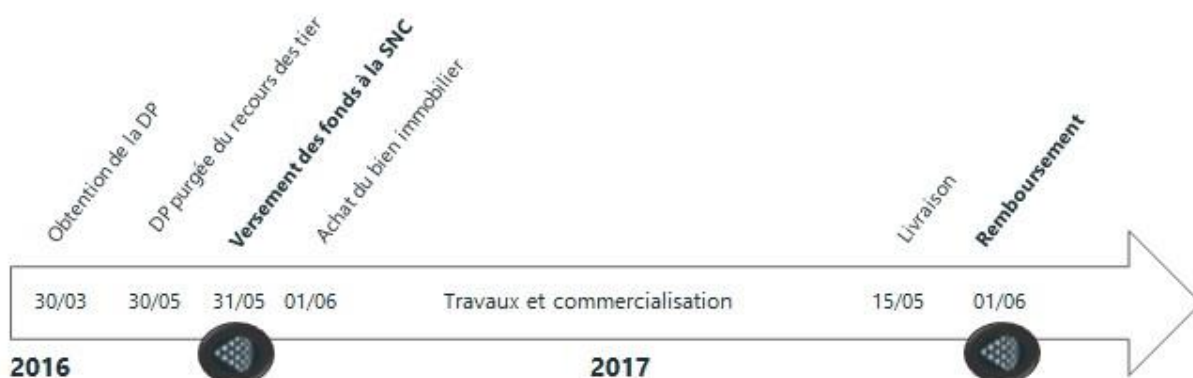 Obtention de la DP
DP purgée du recours des tier
Versement des fonds à la SNC
Achat du bien immobilier
Livraison
Remboursement
30/03 30/05 31/05 01/06 Travaux et commercialisation 15/05 01/06
2016 2017